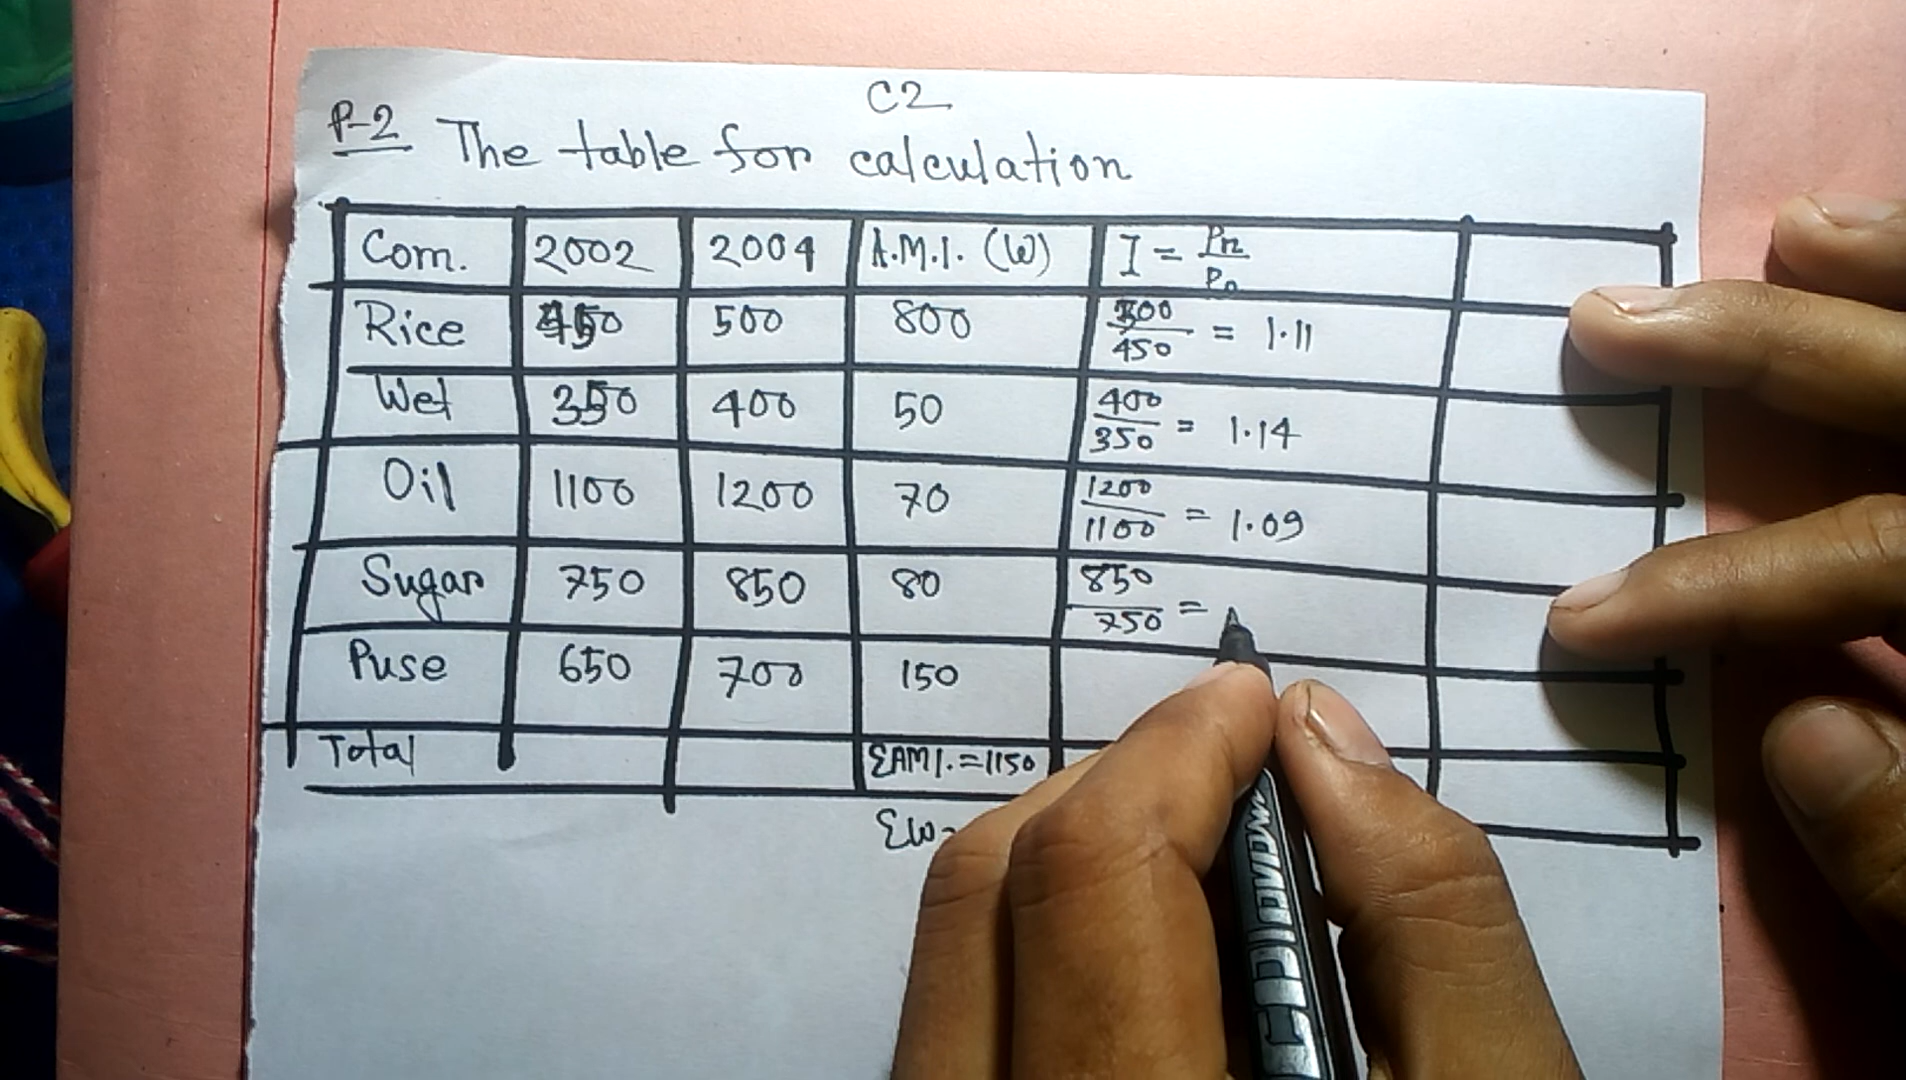 C2
P-2 The table for calculation
Com. 2002 2004 A.M.I. (W) I = Pn/Po
Rice 450 500 800 500/450 = 1.11
Wet 350 400 50 400/350 = 1.14
Oil 1100 1200 70 1200/1100 = 1.09
Sugar 750 850 80 850/750 =
Puse 650 700 150
Total ΣAMI.=1150
Σw=